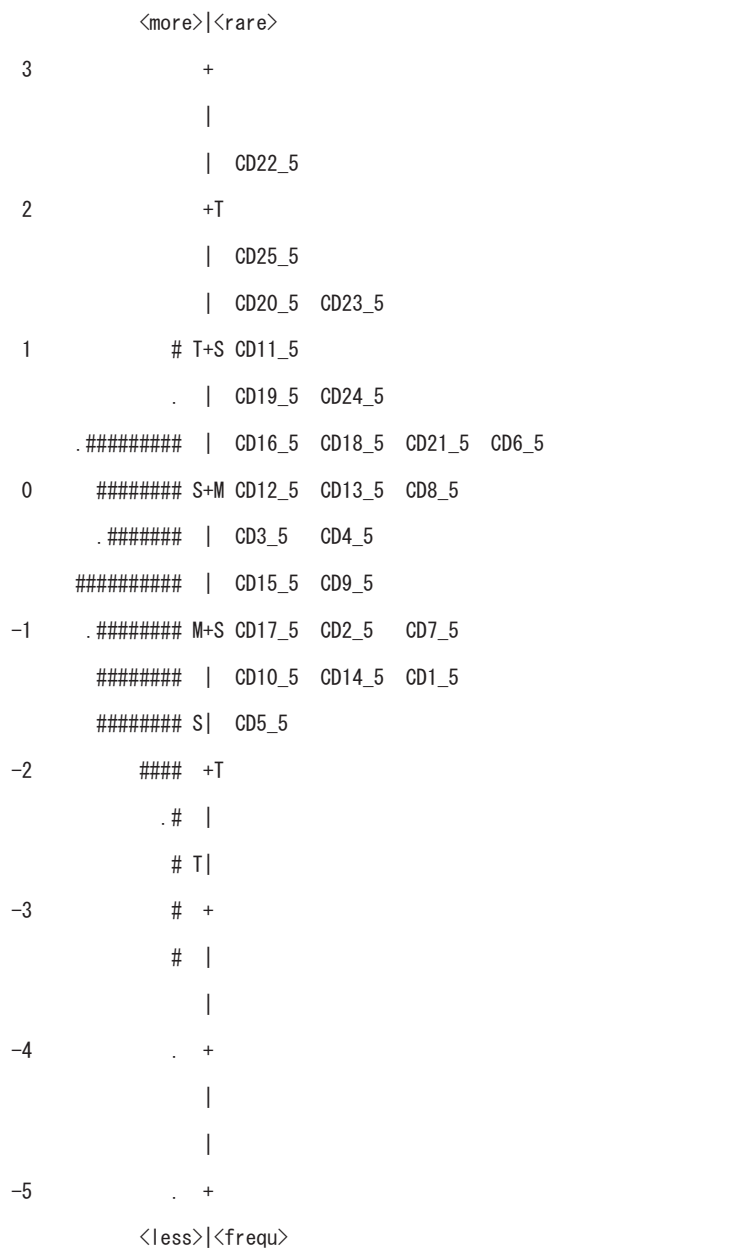 <more>|<rare>
3 +
|
| CD22_5
2 +T
| CD25_5
| CD20_5 CD23_5
1 # T+S CD11_5
. | CD19_5 CD24_5
.######### | CD16_5 CD18_5 CD21_5 CD6_5
0 ######## S+M CD12_5 CD13_5 CD8_5
.####### | CD3_5 CD4_5
########## | CD15_5 CD9_5
-1 .######## M+S CD17_5 CD2_5 CD7_5
######## | CD10_5 CD14_5 CD1_5
######## S| CD5_5
-2 #### +T
.# |
# T|
-3 # +
# |
|
-4 . +
|
|
-5 . +
<less>|<frequ>